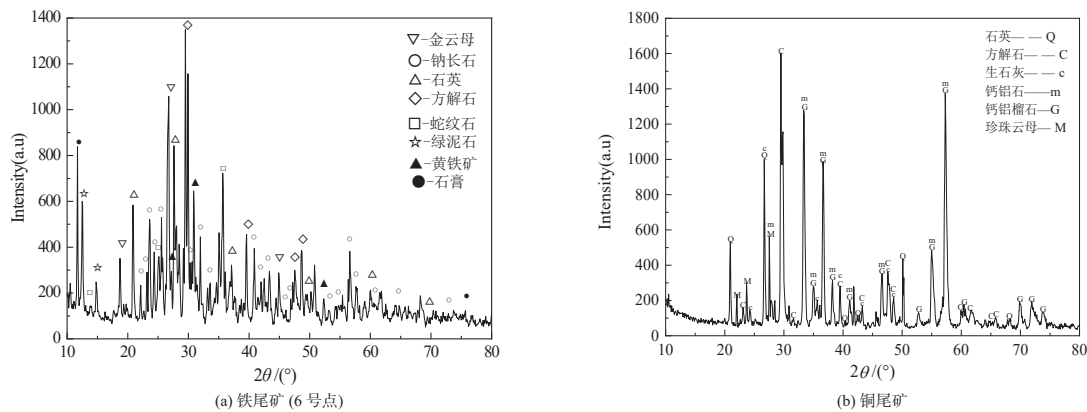 1400
1200
1000
800
600
400
200
0
Intensity(a.u)
10 20 30 40 50 60 70 80
2θ/(°)
▽-金云母
○-钠长石
△-石英
◇-方解石
□-蛇纹石
☆-绿泥石
▲-黄铁矿
●-石膏
(a) 铁尾矿 (6 号点)
1800
1600
1400
1200
1000
800
600
400
200
0
Intensity(a.u)
10 20 30 40 50 60 70 80
2θ/(°)
石英— — Q
方解石— — C
生石灰— — c
钙铝石——m
钙铝榴石—G
珍珠云母— M
C
m
G
c
Q
m
G
m
G
m
M
Q
M
M
G
m
G
m
G
m
G
m
G
Q
G
G
G
G
(b) 铜尾矿